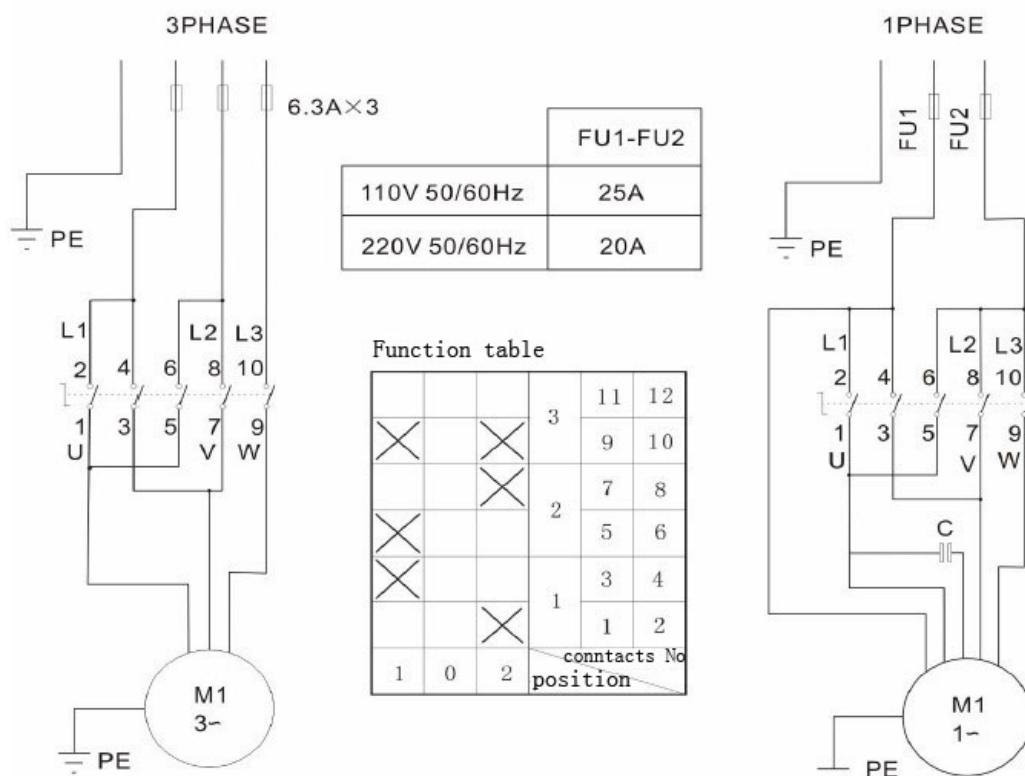 3PHASE
1PHASE
6.3A×3
FU1
FU2
FU1-FU2
110V 50/60Hz 25A
220V 50/60Hz 20A
PE
PE
L1 L2 L3
2 4 6 8 10
1 3 5 7 9
U V W
Function table
3 11 12
9 10
2 7 8
5 6
1 3 4
1 2
conntacts No
1 0 2 position
L1 L2 L3
2 4 6 8 10
1 3 5 7 9
U V W
C
M1
3~
PE
M1
1~
PE